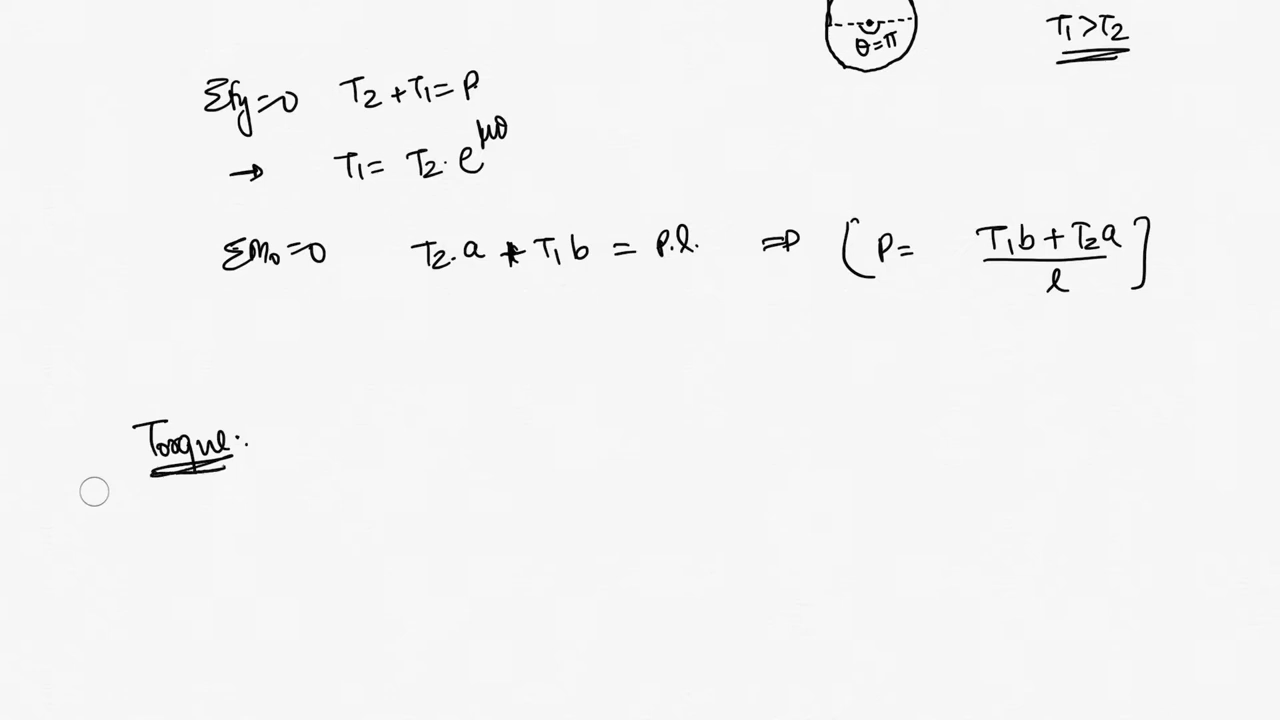 θ=π
T₁>T₂
Σfy=0 T₂+T₁=P
→ T₁= T₂.e^μθ
ΣM₀=0 T₂.a + T₁b = P.l. ⇒ [P= (T₁b+T₂a)/l]
Torque:.